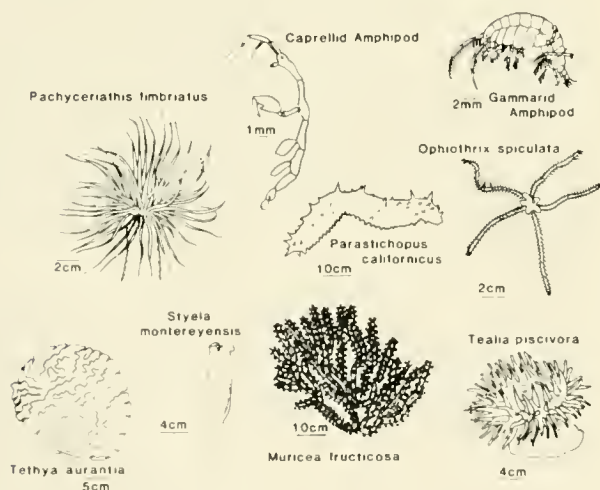 Caprellid Amphipod
1mm
2mm
Gammarid
Amphipod
Pachyceriathis fimbriatus
2cm
Parastichopus
californicus
10cm
Ophiothrix spiculata
2cm
Styela
montereyensis
4cm
Tethya aurantia
5cm
10cm
Muricea fructicosa
Tealia piscivora
4cm